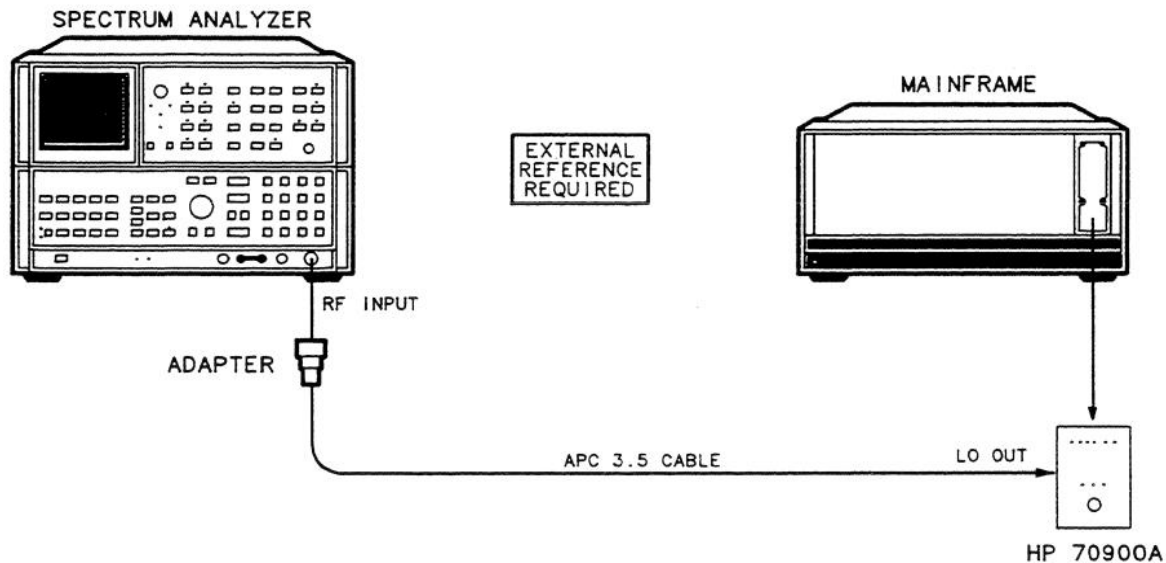 SPECTRUM ANALYZER
MAINFRAME
EXTERNAL
REFERENCE
REQUIRED
RF INPUT
ADAPTER
APC 3.5 CABLE
LO OUT
HP 70900A